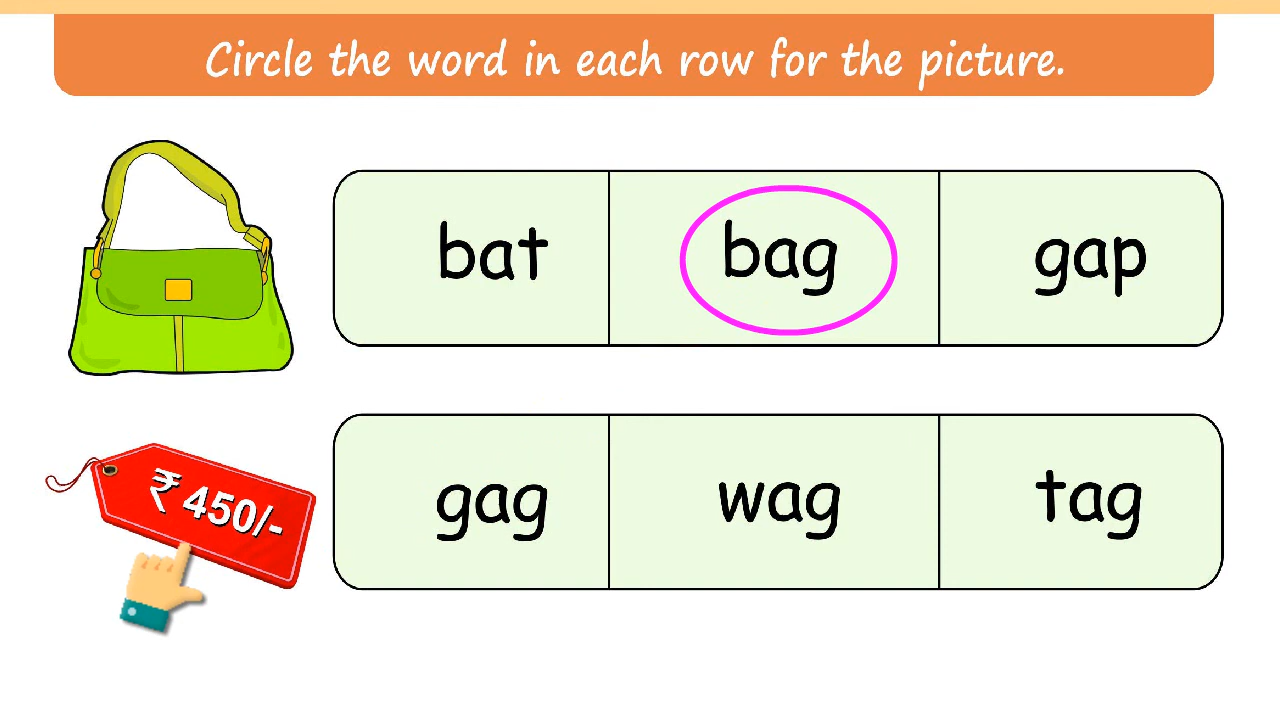 Circle the word in each row for the picture.
bat bag gap
₹ 450/-
gag wag tag